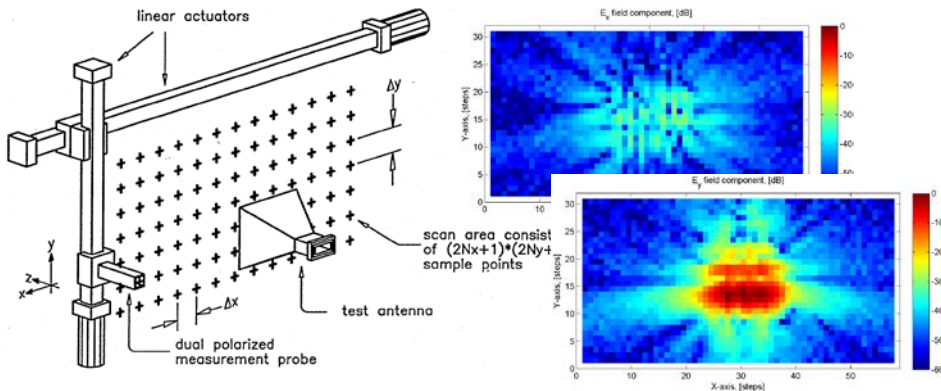 linear actuators
Δy
y
z
x
Δx
scan area consist
of (2Nx+1)*(2Ny+
sample points
test antenna
dual polarized
measurement probe
Ex field component, [dB]
Y-axis, [steps]
30
25
20
15
10
5
0
0
10
0
-10
-20
-30
-40
-50
Ey field component, [dB]
Y-axis, [steps]
30
25
20
15
10
5
0
0
10
20
30
40
50
X-axis, [steps]
0
-10
-20
-30
-40
-50
-60